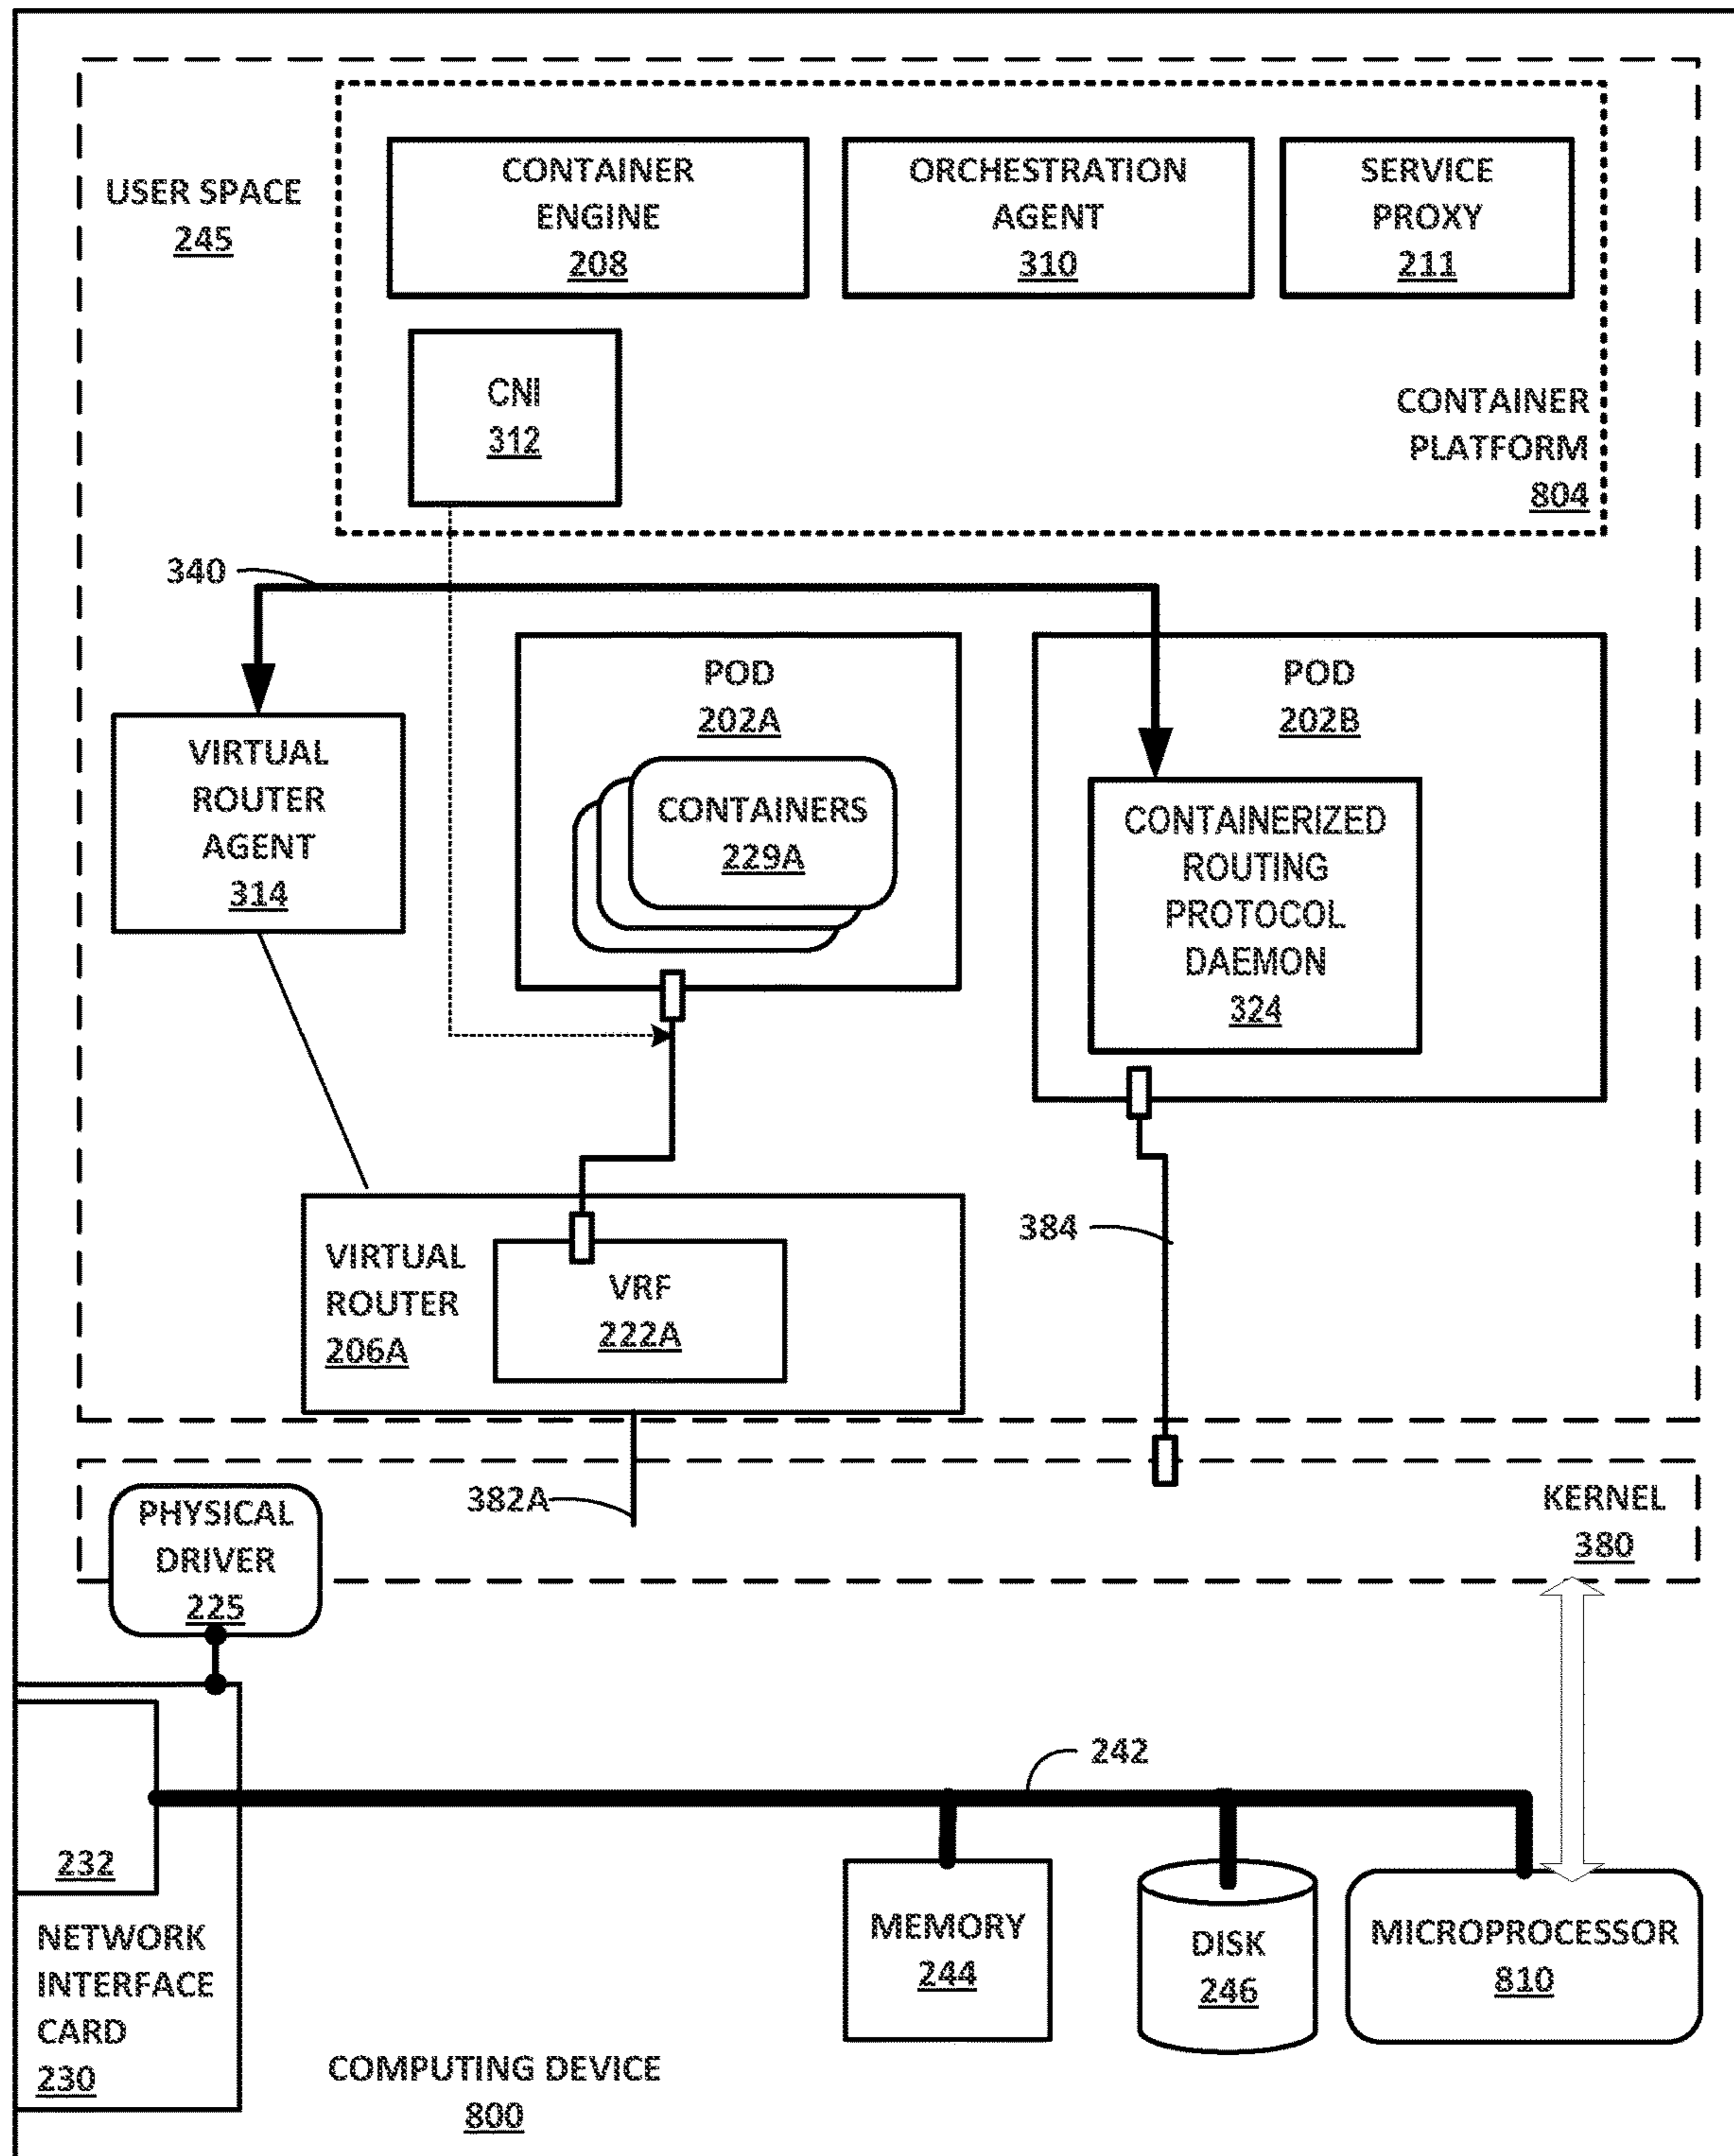 USER SPACE
245
CONTAINER
ENGINE
208
ORCHESTRATION
AGENT
310
SERVICE
PROXY
211
CNI
312
CONTAINER
PLATFORM
804
340
VIRTUAL
ROUTER
AGENT
314
POD
202A
CONTAINERS
229A
POD
202B
CONTAINERIZED
ROUTING
PROTOCOL
DAEMON
324
VIRTUAL
ROUTER
206A
VRF
222A
384
382A
PHYSICAL
DRIVER
225
KERNEL
380
242
232
NETWORK
INTERFACE
CARD
230
MEMORY
244
DISK
246
MICROPROCESSOR
810
COMPUTING DEVICE
800